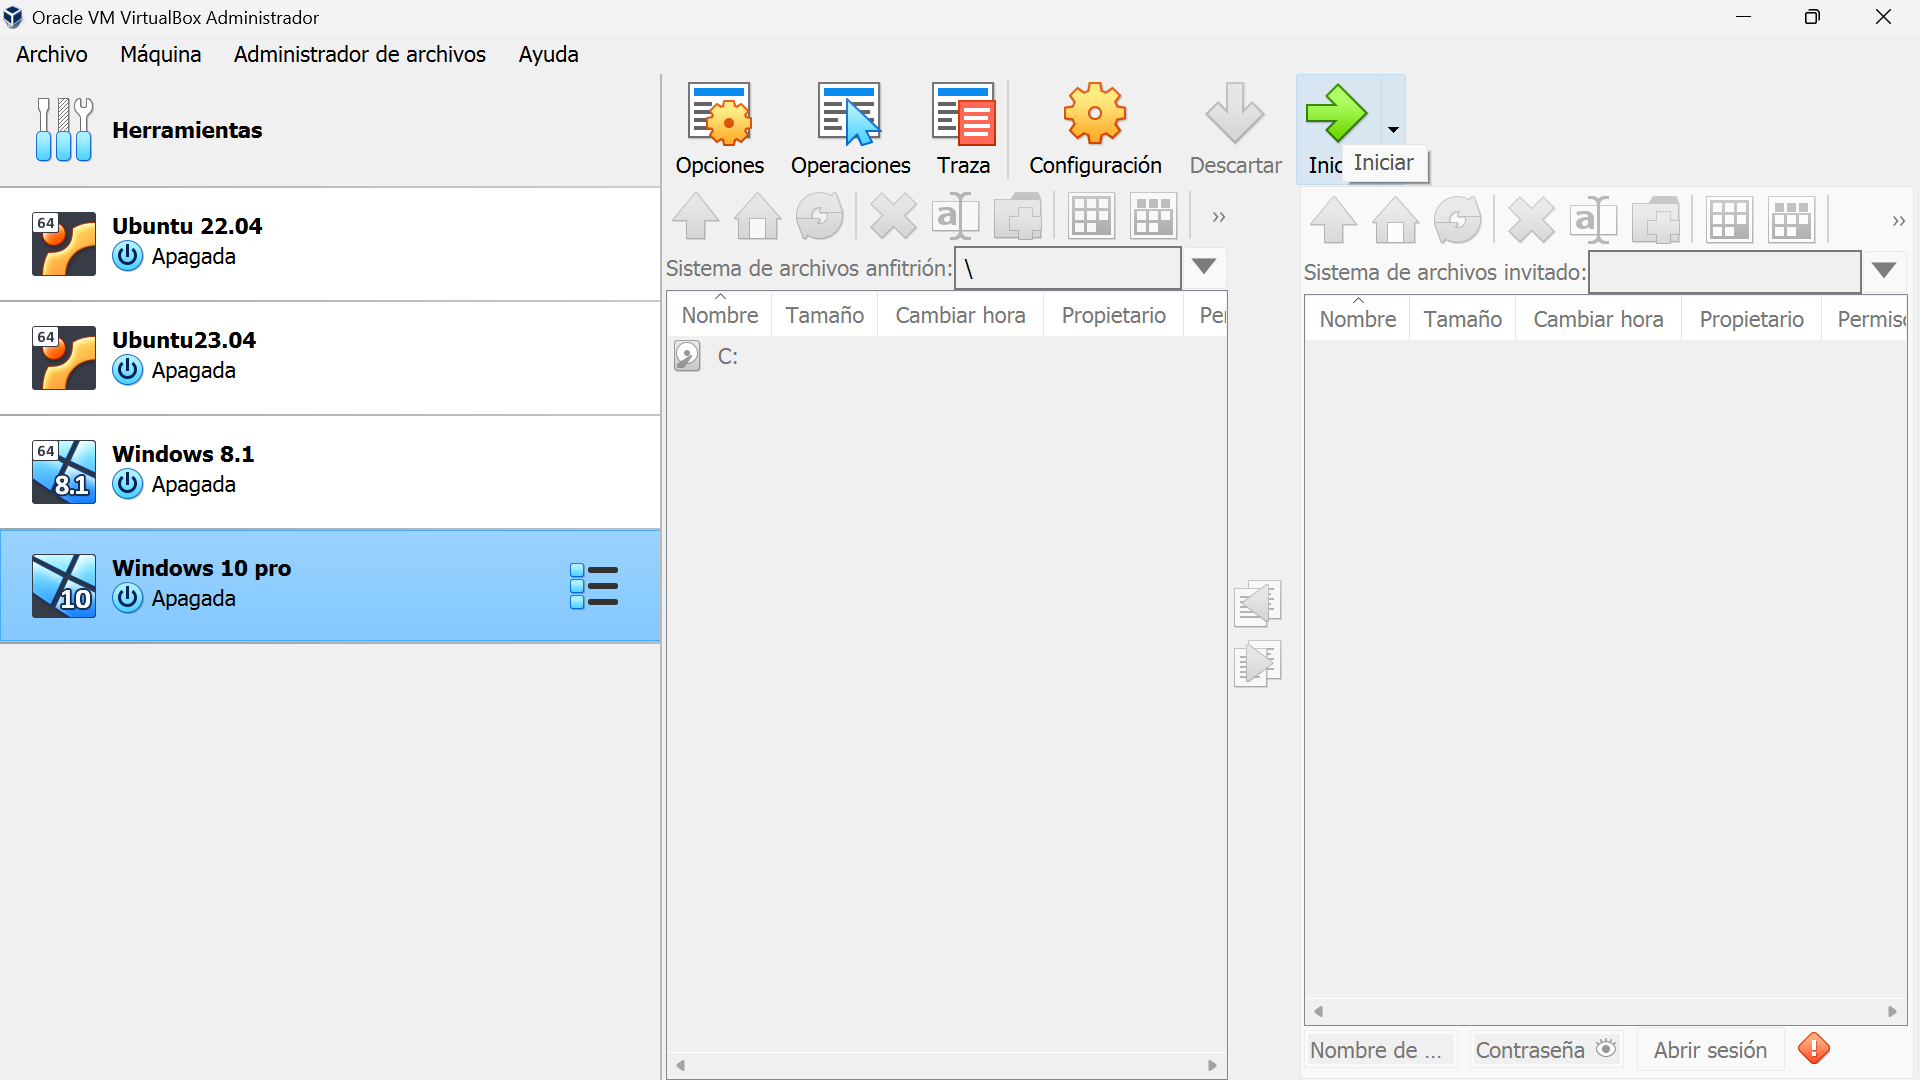 Oracle VM VirtualBox Administrador
Archivo Máquina Administrador de archivos Ayuda
Herramientas
64
Ubuntu 22.04
Apagada
64
Ubuntu23.04
Apagada
64
8.1
Windows 8.1
Apagada
10
Windows 10 pro
Apagada
Opciones Operaciones Traza Configuración Descartar Inic
Iniciar
Sistema de archivos anfitrión: \
Nombre Tamaño Cambiar hora Propietario Per
C:
Sistema de archivos invitado:
Nombre Tamaño Cambiar hora Propietario Permiso
Nombre de ... Contraseña Abrir sesión